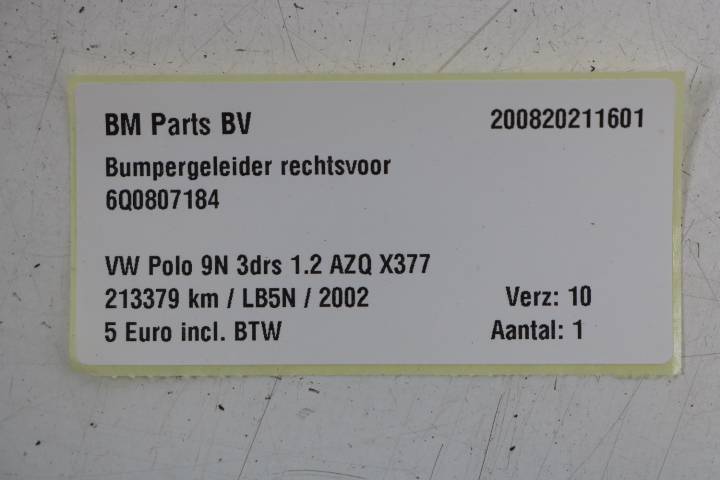 BM Parts BV 200820211601
Bumpergeleider rechtsvoor
6Q0807184
VW Polo 9N 3drs 1.2 AZQ X377
213379 km / LB5N / 2002 Verz: 10
5 Euro incl. BTW Aantal: 1